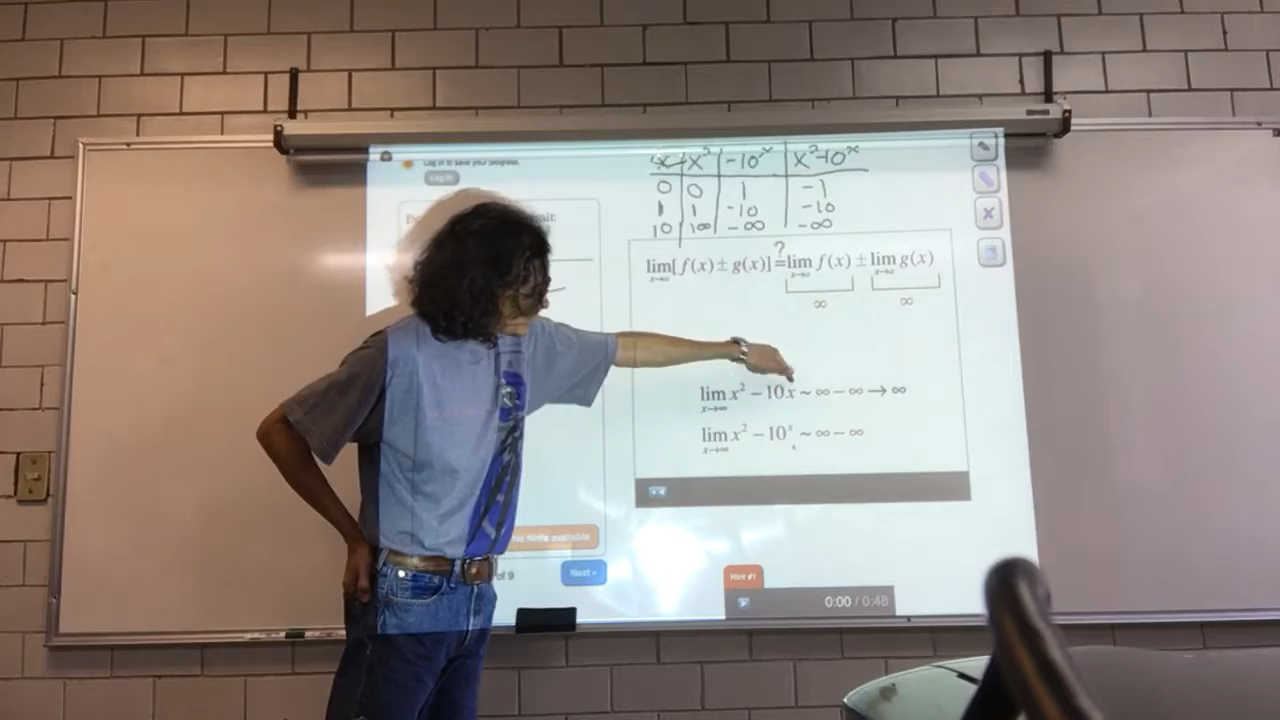 Log in to save your progress.
Log in
x | x² | -10ˣ | x²-10ˣ
0 | 0 | 1 | -1
1 | 1 | -10 | -10
10 | 1∞ | -∞ | -∞
?
lim[f(x) ± g(x)] = lim f(x) ± lim g(x)
∞ ∞
lim x² − 10x ~ ∞ − ∞ → ∞
x→∞
lim x² − 10ˣ ~ ∞ − ∞
x→∞
No hints available
of 9
Next »
Hint #1
0:00 / 0:48